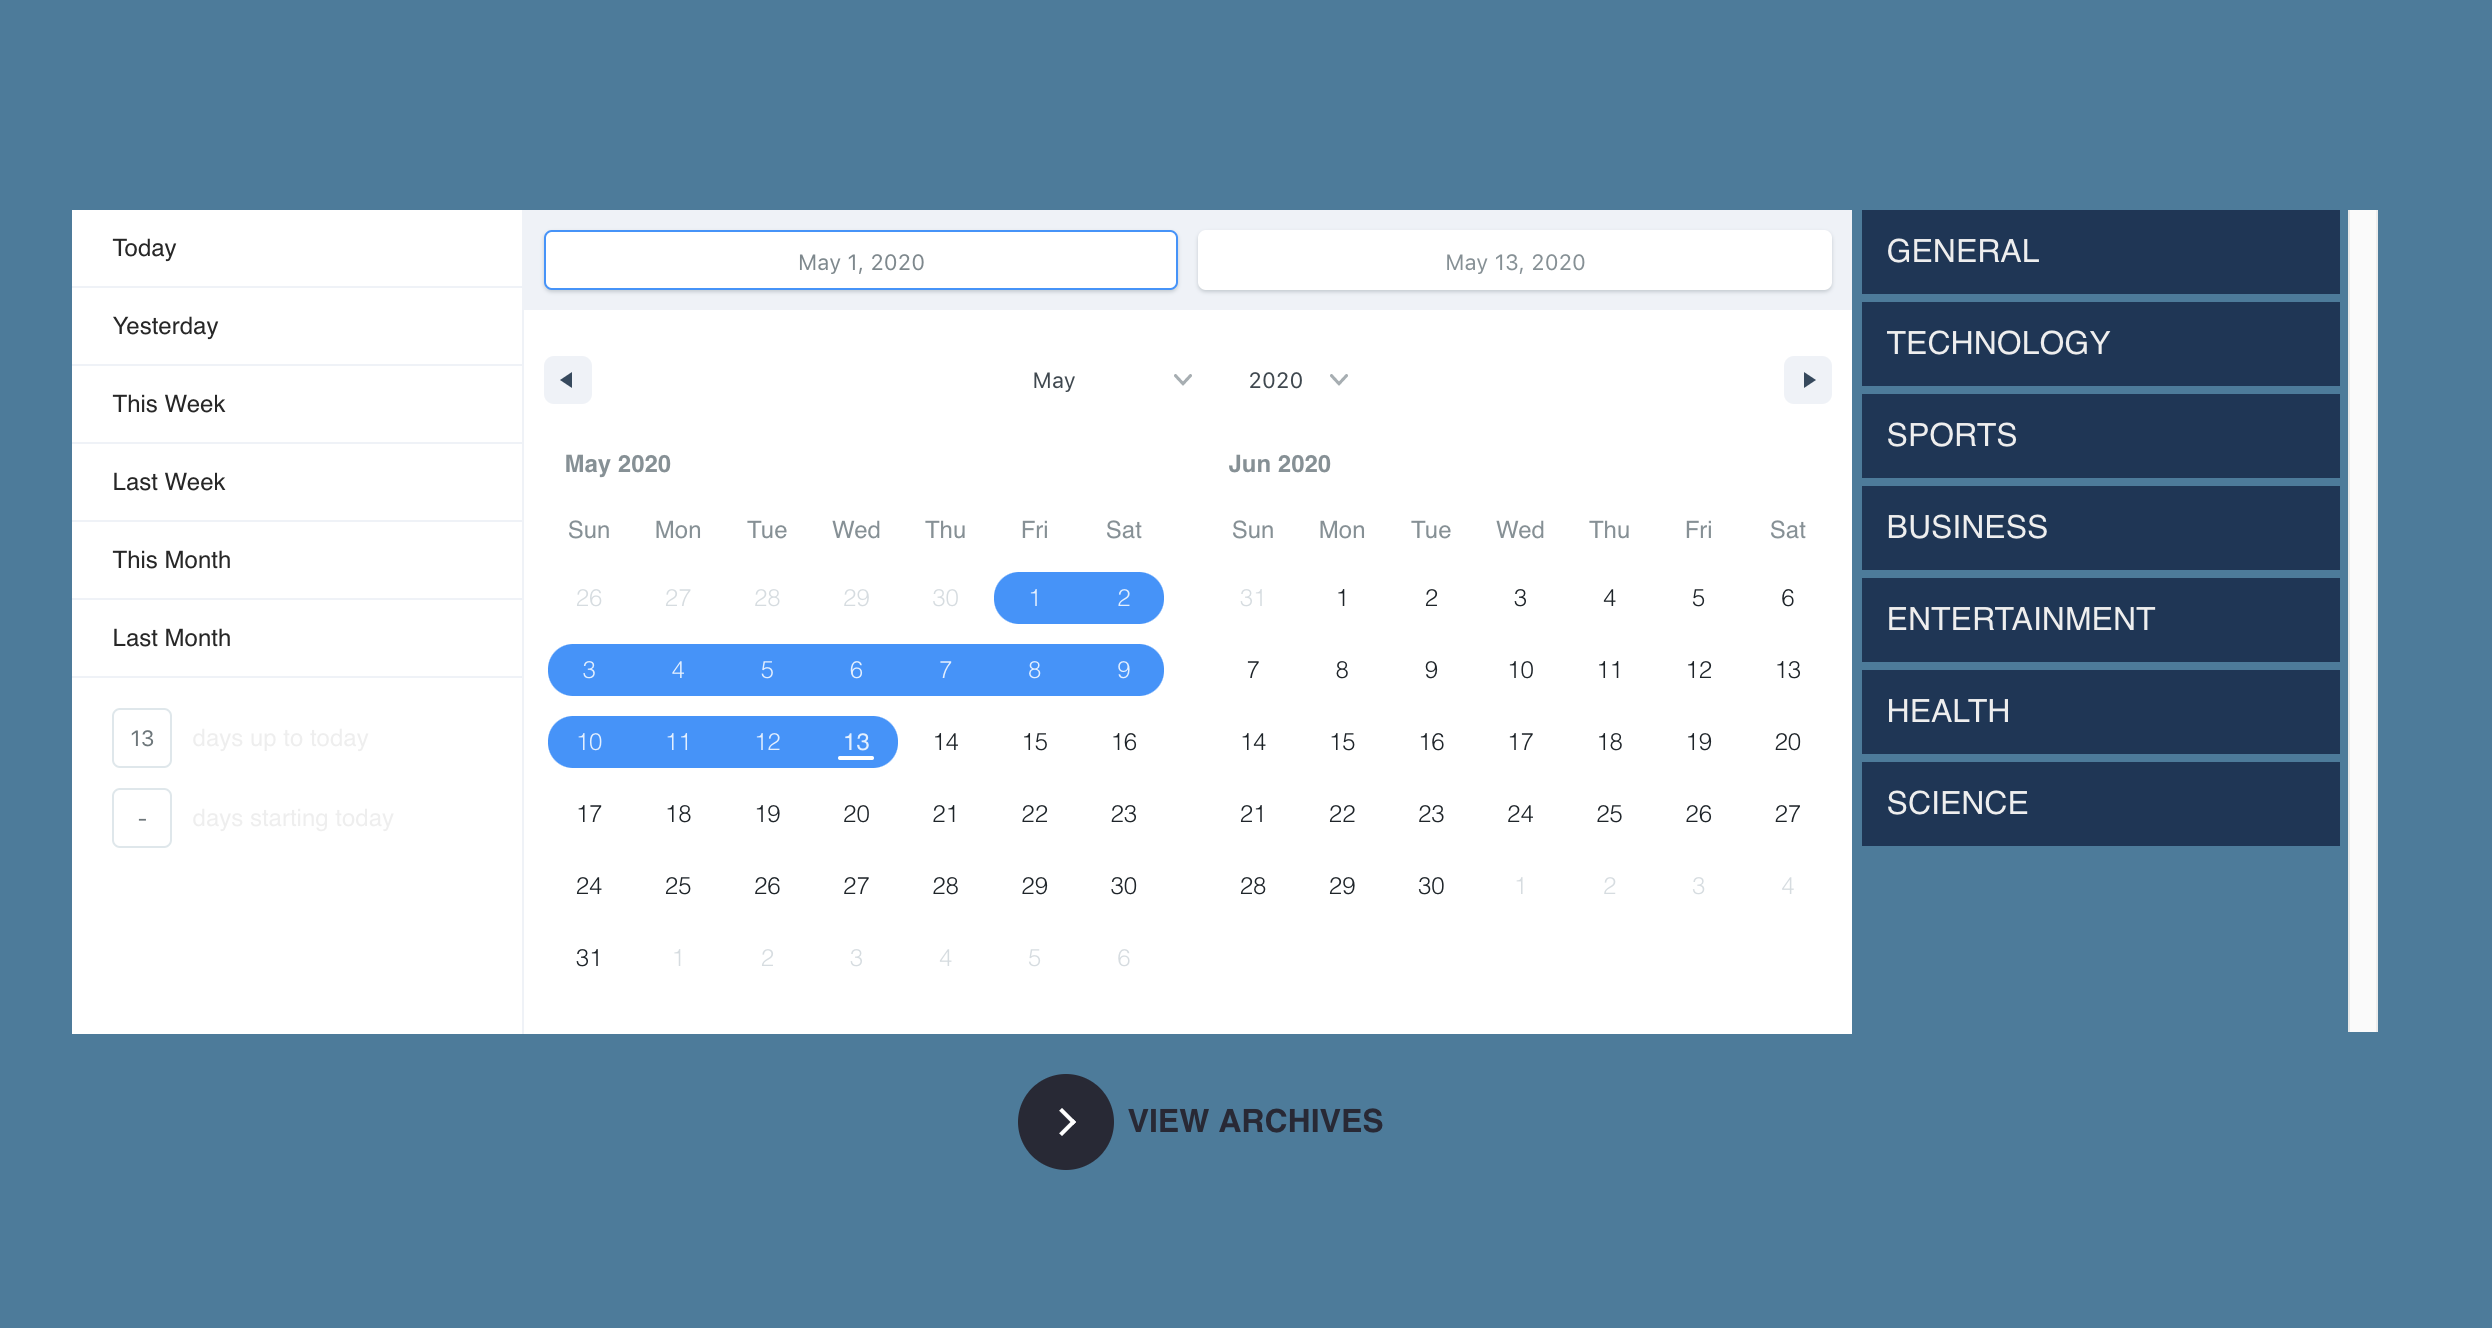 Today
Yesterday
This Week
Last Week
This Month
Last Month
13 days up to today
- days starting today
May 1, 2020
May 13, 2020
May 2020
May 2020
Sun Mon Tue Wed Thu Fri Sat
26 27 28 29 30 1 2
3 4 5 6 7 8 9
10 11 12 13 14 15 16
17 18 19 20 21 22 23
24 25 26 27 28 29 30
31 1 2 3 4 5 6
Jun 2020
Sun Mon Tue Wed Thu Fri Sat
31 1 2 3 4 5 6
7 8 9 10 11 12 13
14 15 16 17 18 19 20
21 22 23 24 25 26 27
28 29 30 1 2 3 4
GENERAL
TECHNOLOGY
SPORTS
BUSINESS
ENTERTAINMENT
HEALTH
SCIENCE
VIEW ARCHIVES